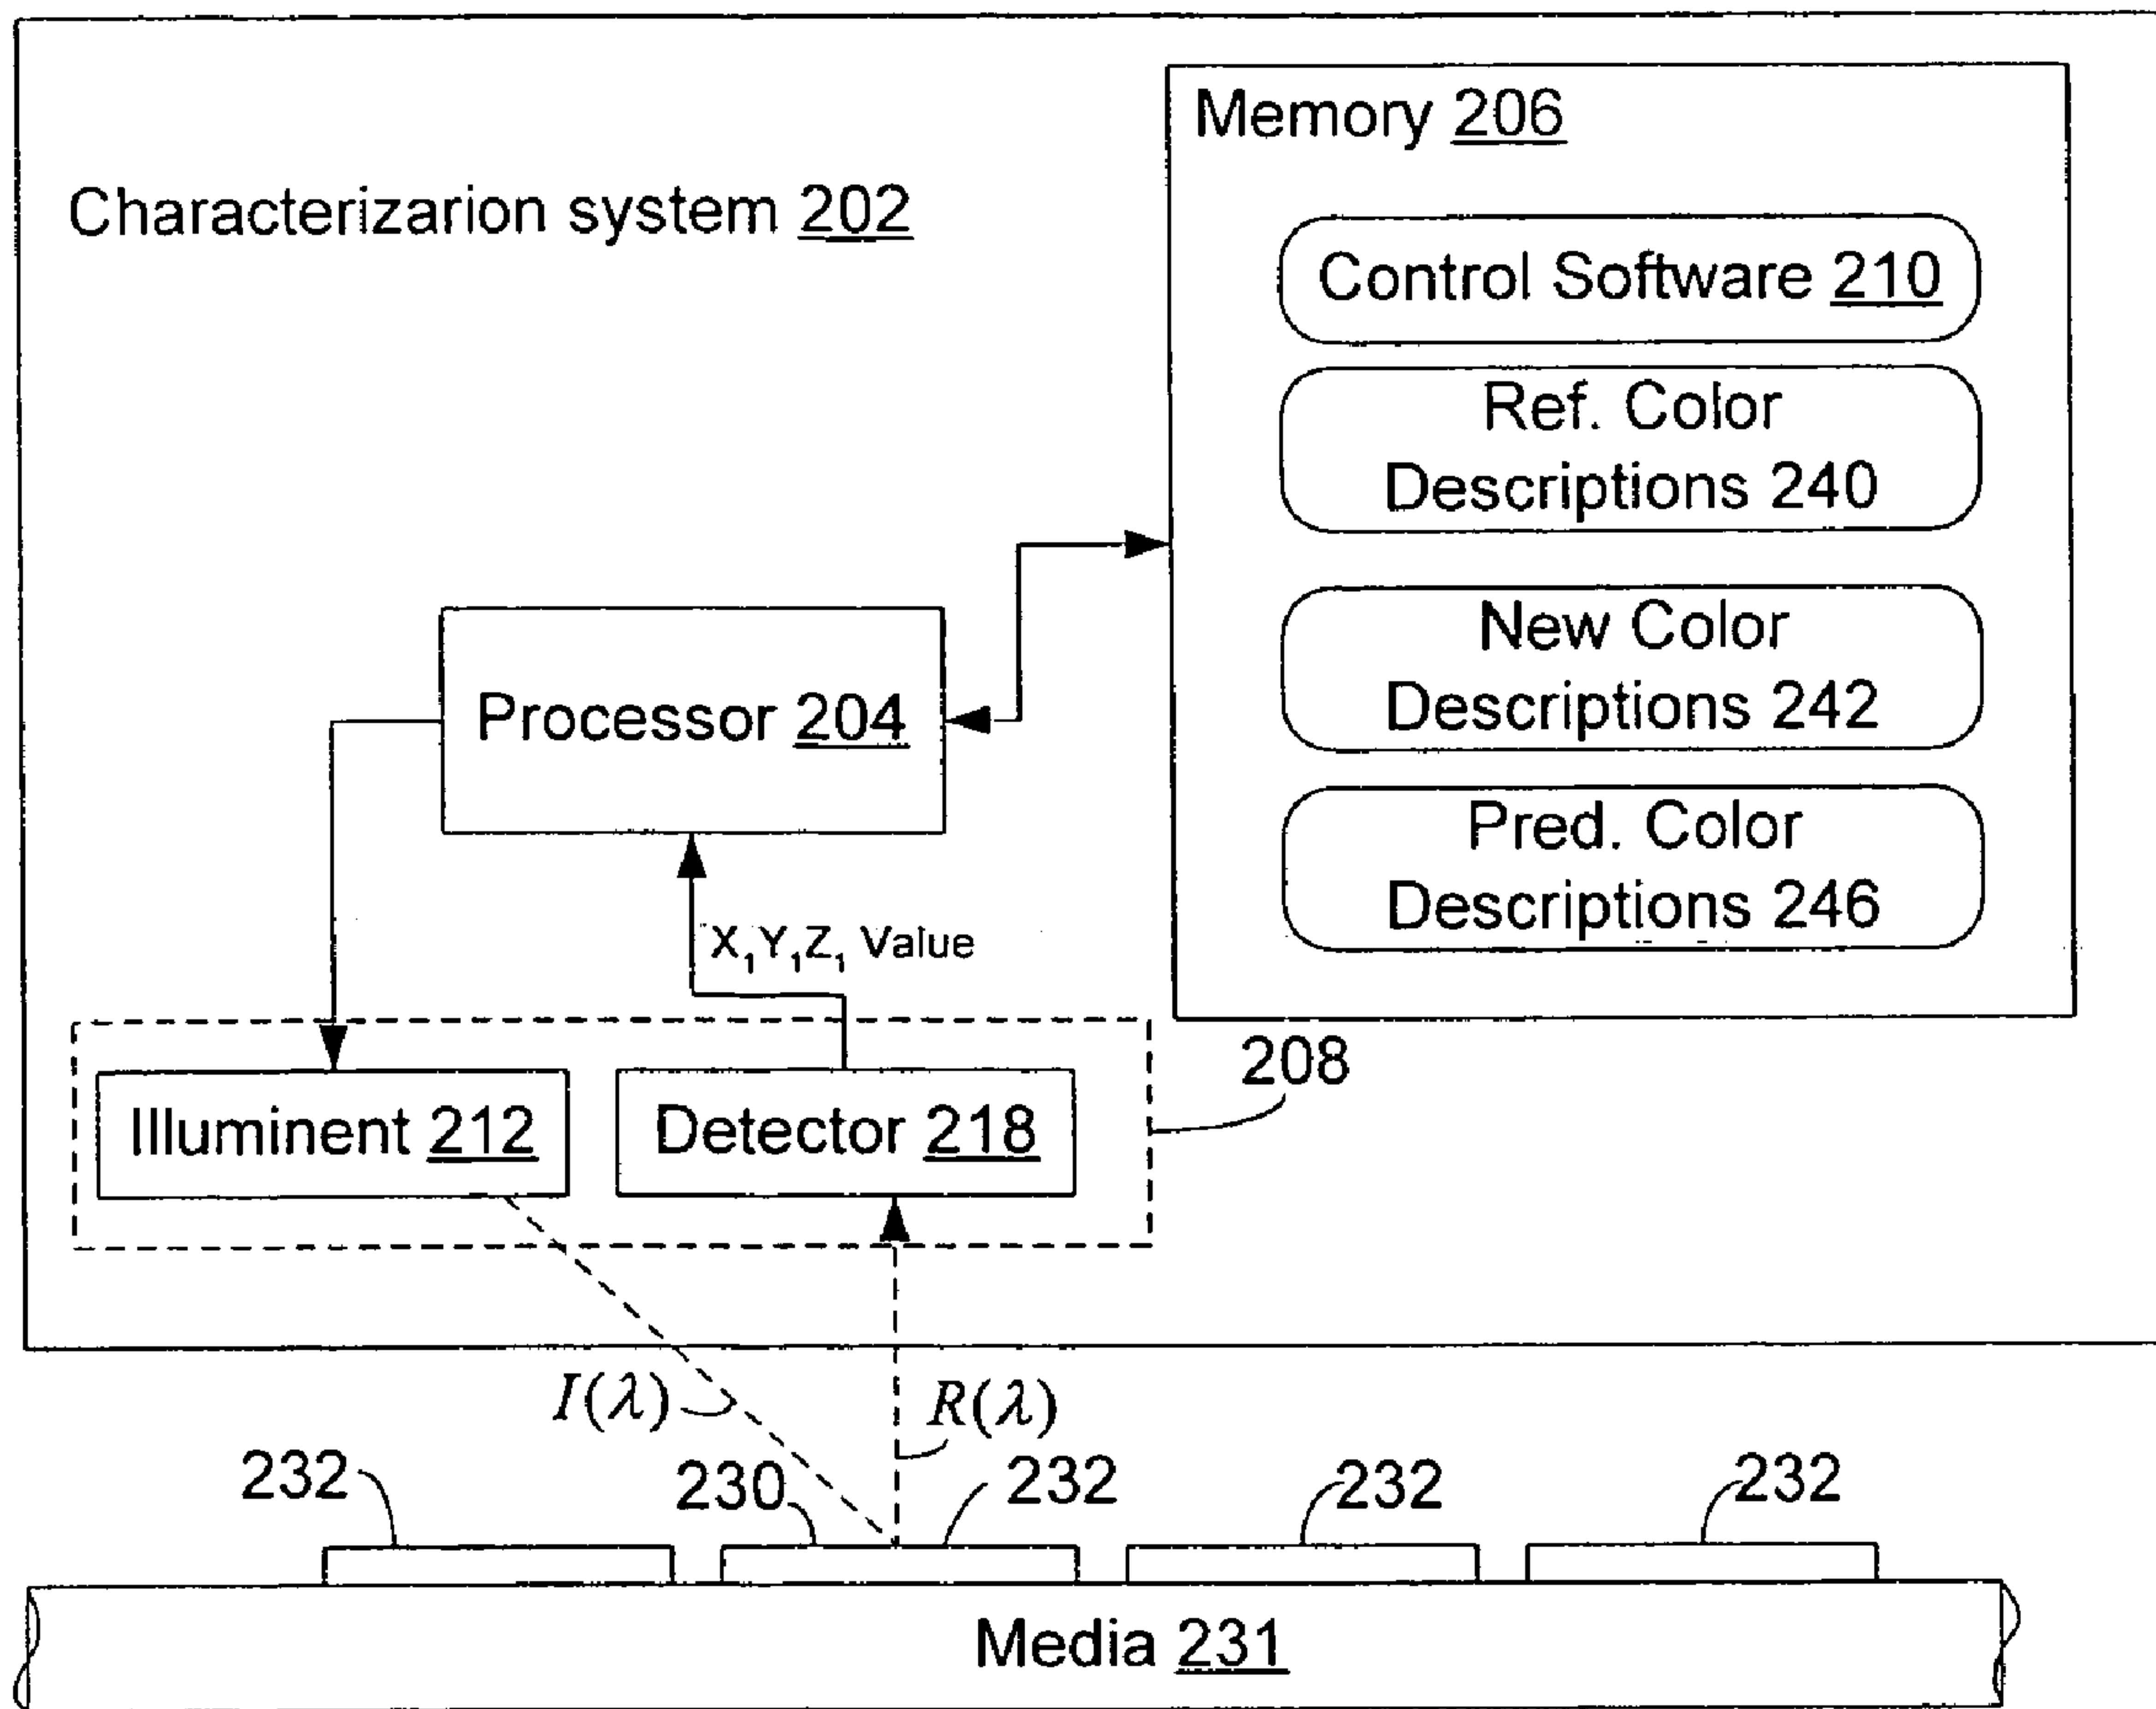 Memory 206
Characterizarion system 202
Control Software 210
Ref. Color
Descriptions 240
New Color
Descriptions 242
Processor 204
Pred. Color
Descriptions 246
X₁Y₁Z₁ Value
208
Illuminent 212
Detector 218
I(λ)
R(λ)
232
230
232
232
232
Media 231